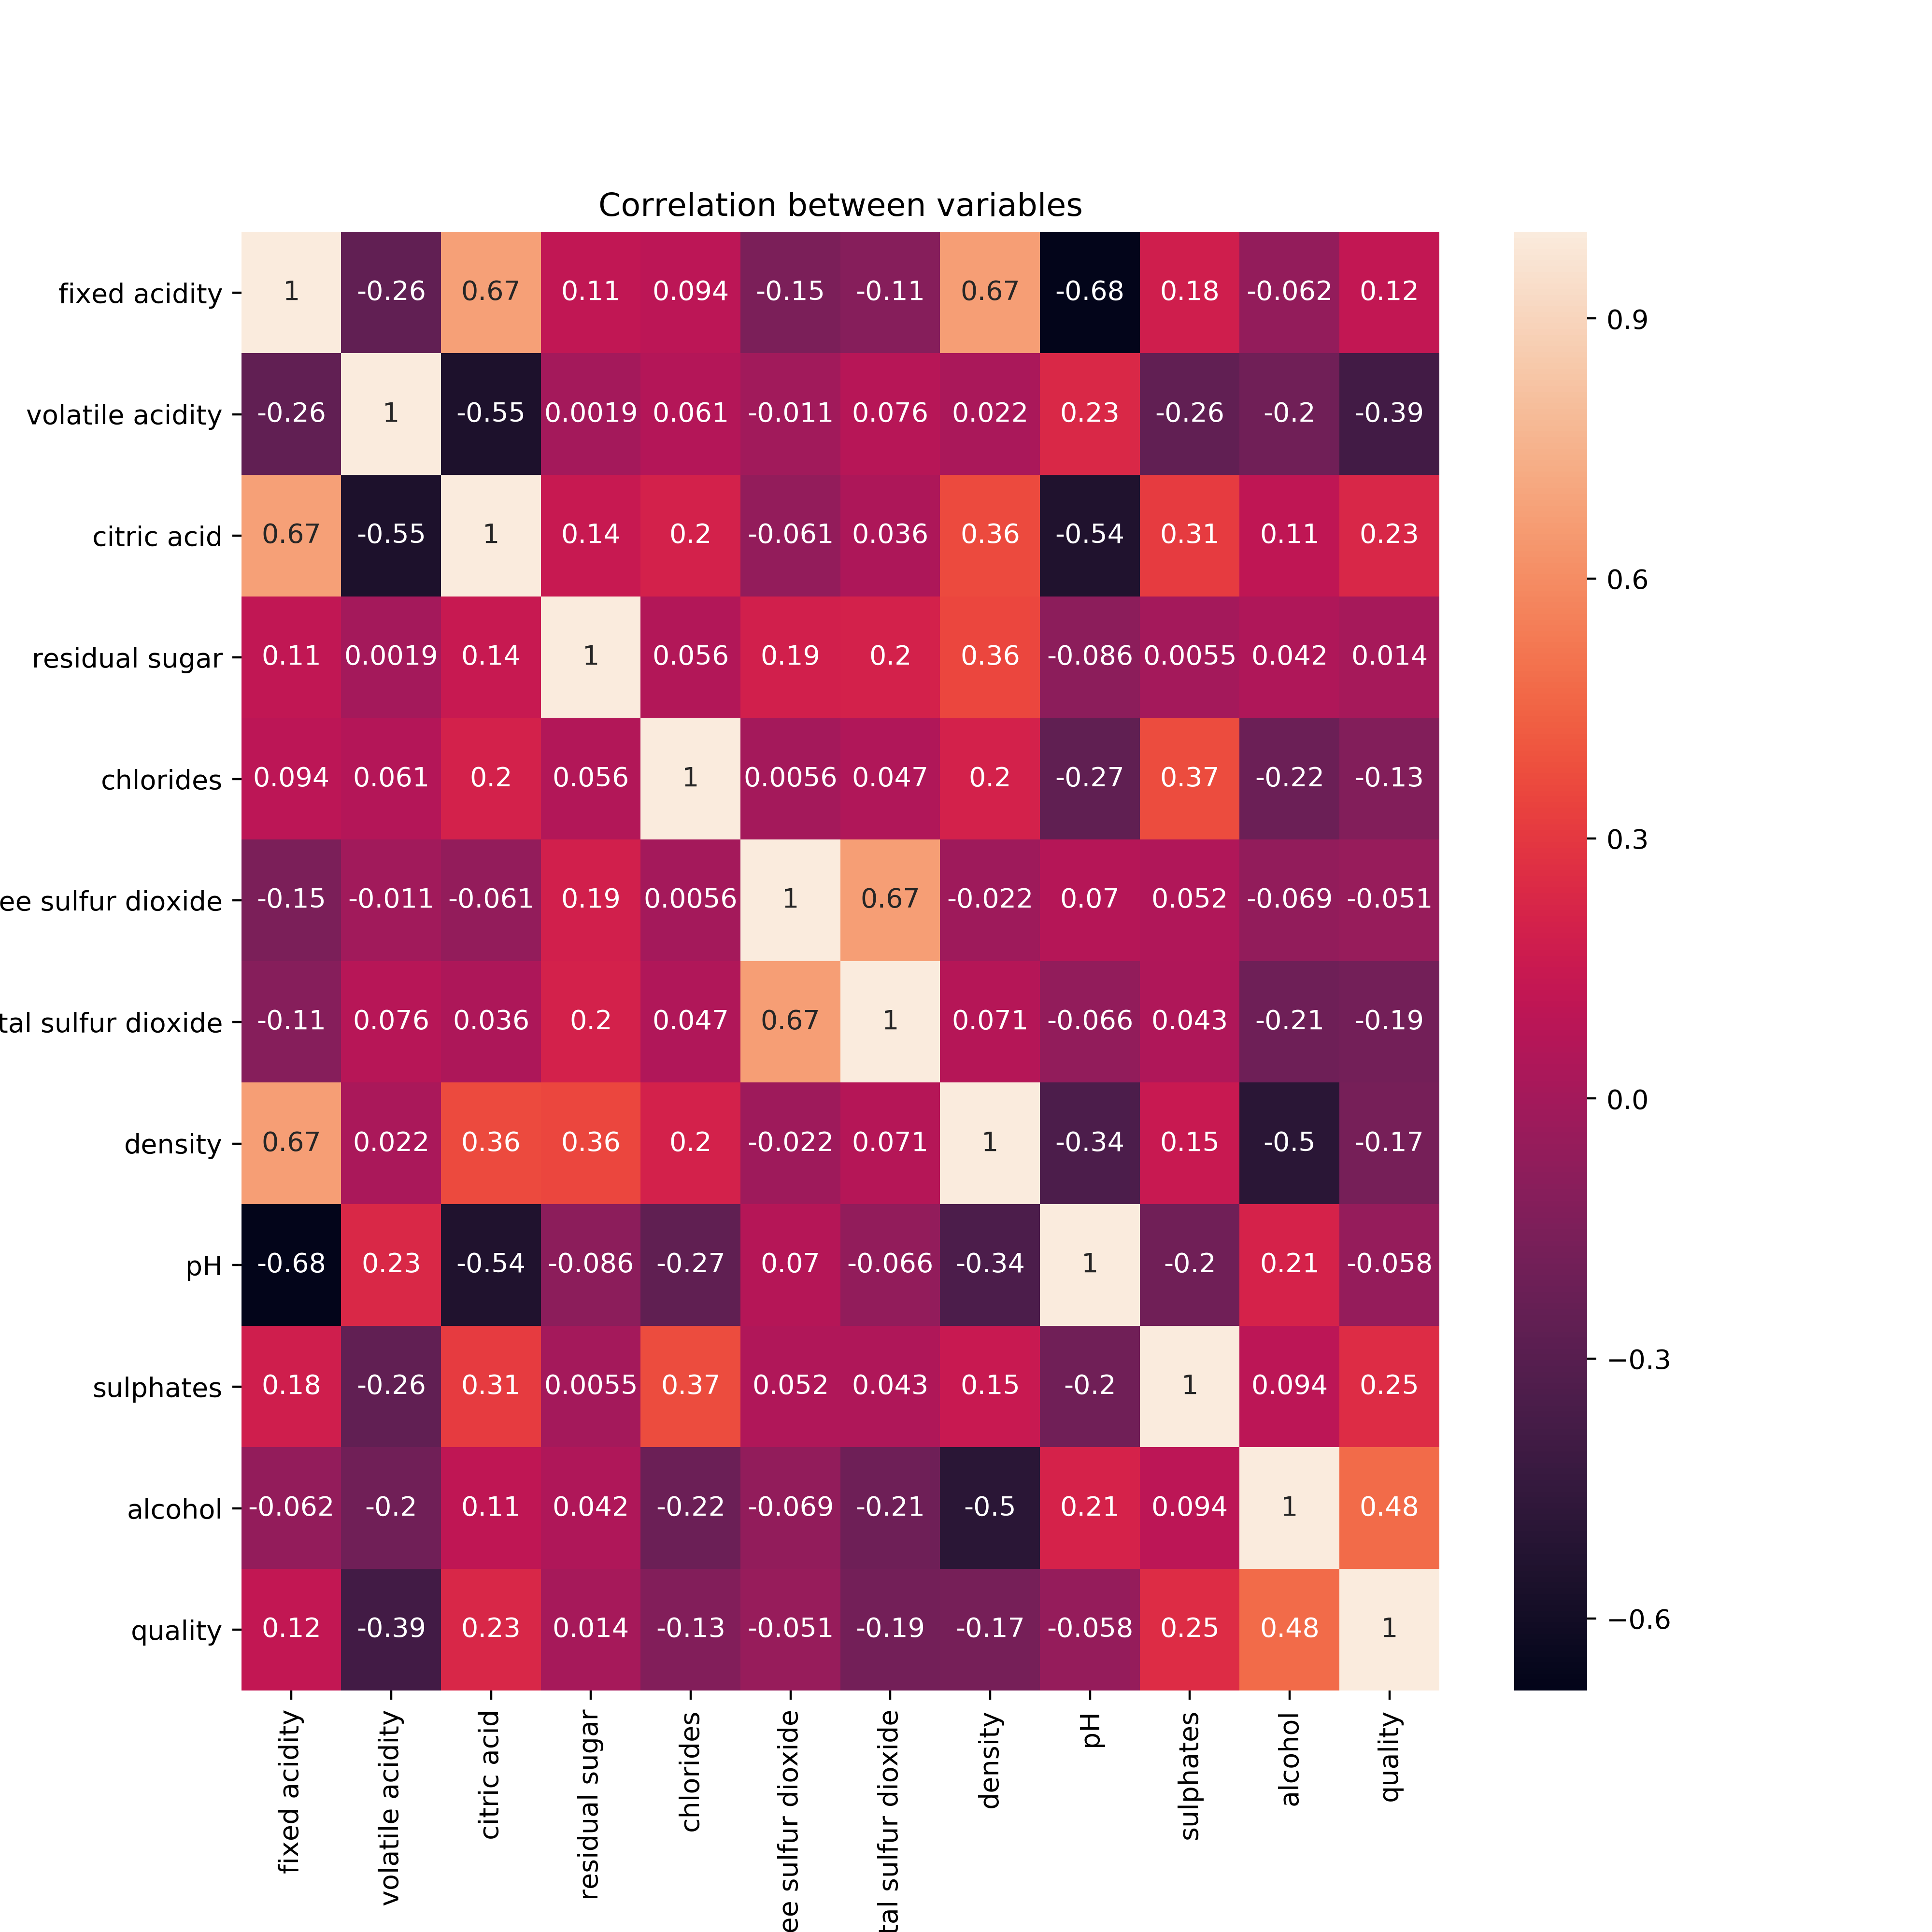 Correlation between variables
fixed acidity 1 -0.26 0.67 0.11 0.094 -0.15 -0.11 0.67 -0.68 0.18 -0.062 0.12
volatile acidity -0.26 1 -0.55 0.0019 0.061 -0.011 0.076 0.022 0.23 -0.26 -0.2 -0.39
citric acid 0.67 -0.55 1 0.14 0.2 -0.061 0.036 0.36 -0.54 0.31 0.11 0.23
residual sugar 0.11 0.0019 0.14 1 0.056 0.19 0.2 0.36 -0.086 0.0055 0.042 0.014
chlorides 0.094 0.061 0.2 0.056 1 0.0056 0.047 0.2 -0.27 0.37 -0.22 -0.13
ee sulfur dioxide -0.15 -0.011 -0.061 0.19 0.0056 1 0.67 -0.022 0.07 0.052 -0.069 -0.051
tal sulfur dioxide -0.11 0.076 0.036 0.2 0.047 0.67 1 0.071 -0.066 0.043 -0.21 -0.19
density 0.67 0.022 0.36 0.36 0.2 -0.022 0.071 1 -0.34 0.15 -0.5 -0.17
pH -0.68 0.23 -0.54 -0.086 -0.27 0.07 -0.066 -0.34 1 -0.2 0.21 -0.058
sulphates 0.18 -0.26 0.31 0.0055 0.37 0.052 0.043 0.15 -0.2 1 0.094 0.25
alcohol -0.062 -0.2 0.11 0.042 -0.22 -0.069 -0.21 -0.5 0.21 0.094 1 0.48
quality 0.12 -0.39 0.23 0.014 -0.13 -0.051 -0.19 -0.17 -0.058 0.25 0.48 1
fixed acidity
volatile acidity
citric acid
residual sugar
chlorides
ee sulfur dioxide
tal sulfur dioxide
density
pH
sulphates
alcohol
quality
0.9
0.6
0.3
0.0
−0.3
−0.6